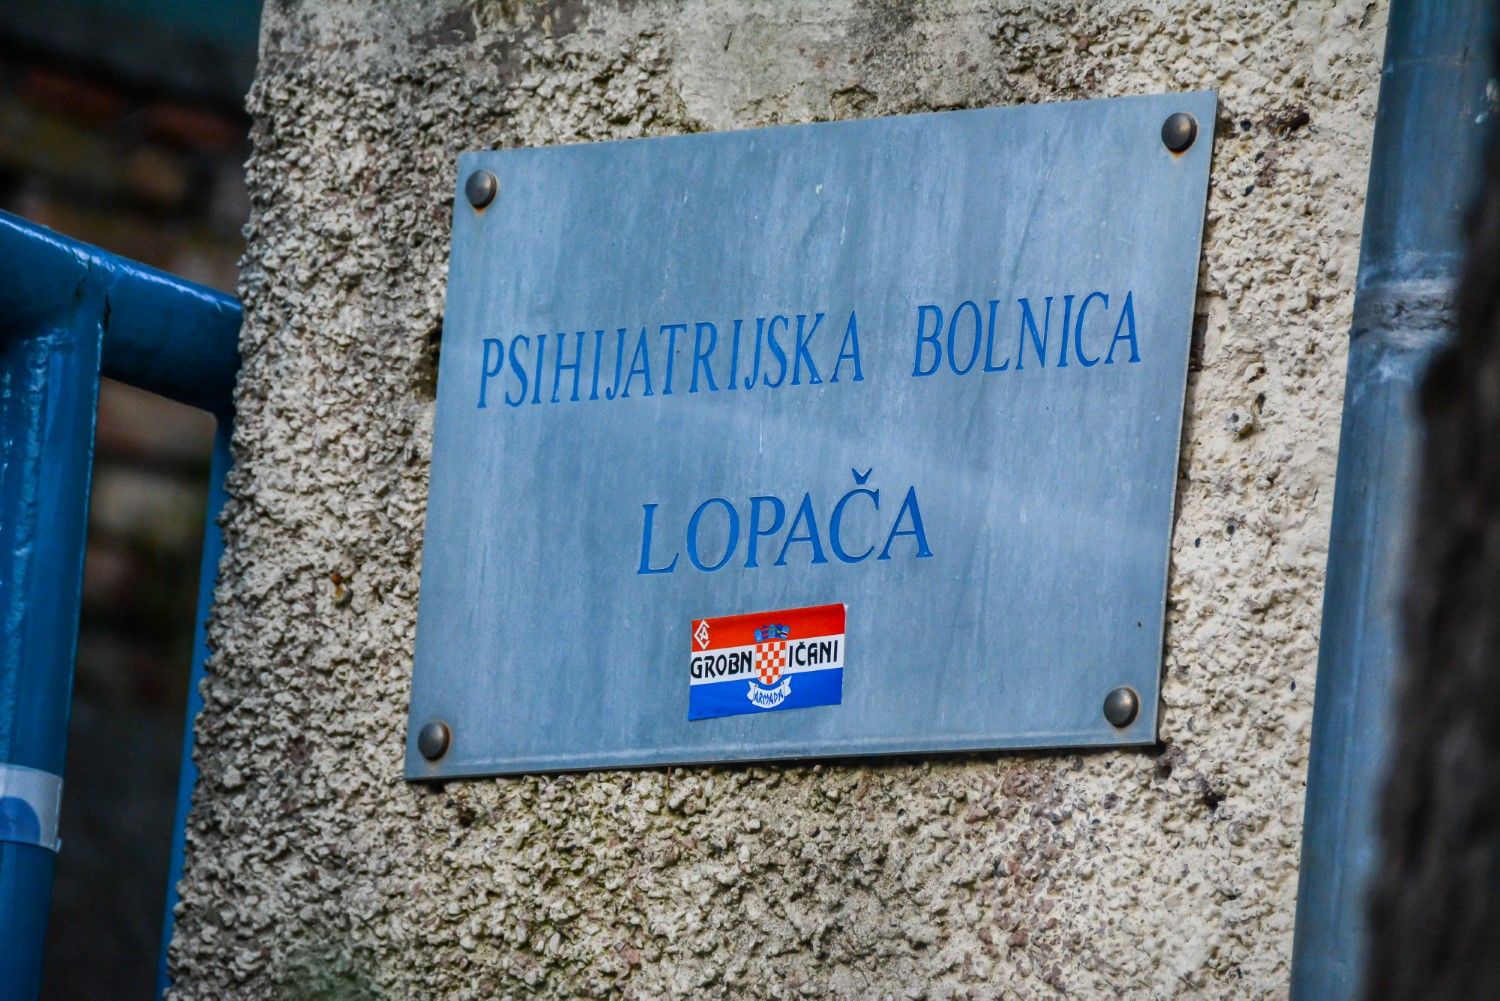 PSIHIJATRIJSKA BOLNICA
LOPAČA
GROBNIČANI
ARMADA